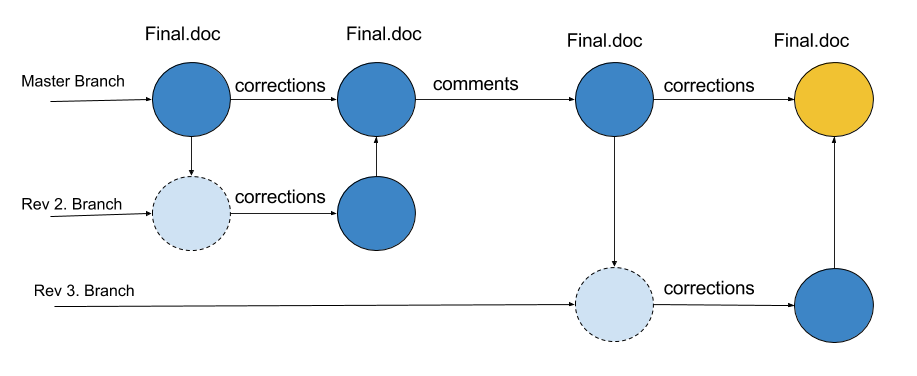 Final.doc
Final.doc
Final.doc
Final.doc
Master Branch
corrections
comments
corrections
Rev 2. Branch
corrections
Rev 3. Branch
corrections